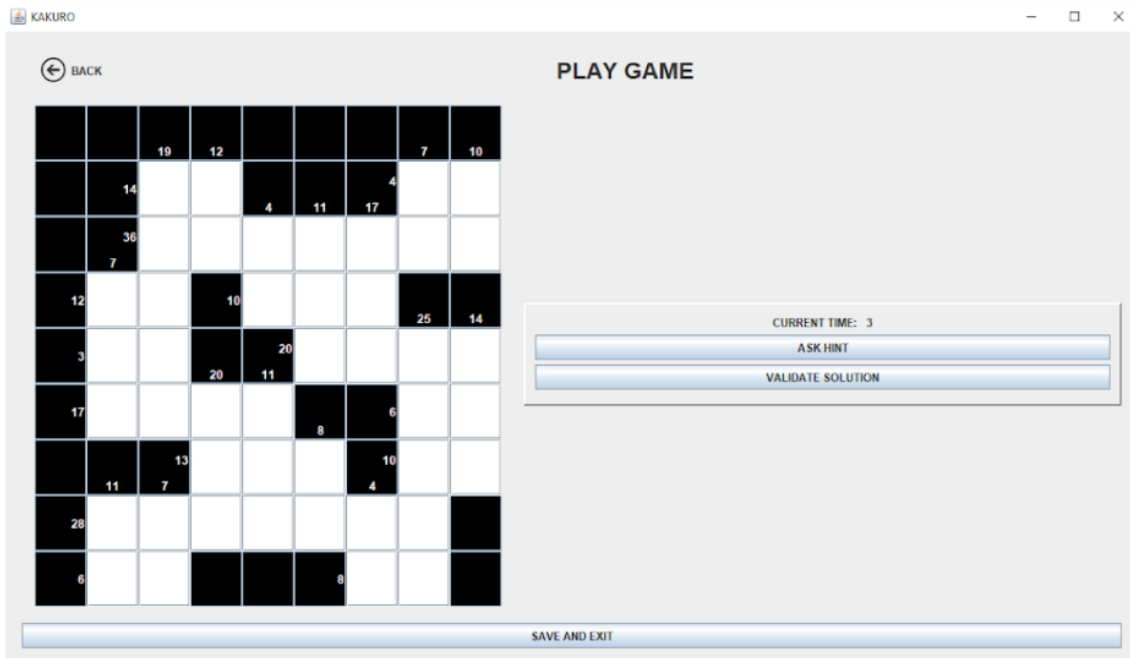 KAKURO
BACK
PLAY GAME
19 12 7 10
14 4 11 4 17
36 7
12 10 25 14
3 20 20 11
17 8 6
11 13 7 10 4
28
6 8
CURRENT TIME: 3
ASK HINT
VALIDATE SOLUTION
SAVE AND EXIT